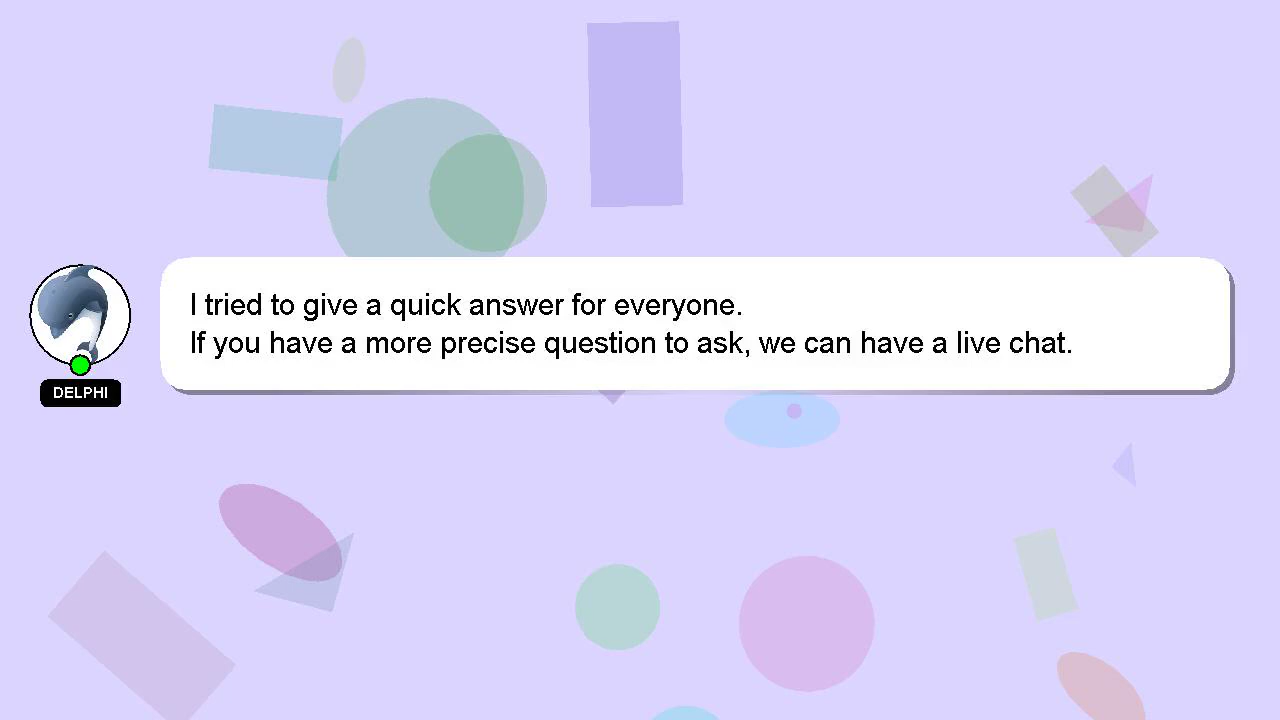 I tried to give a quick answer for everyone.
If you have a more precise question to ask, we can have a live chat.
DELPHI